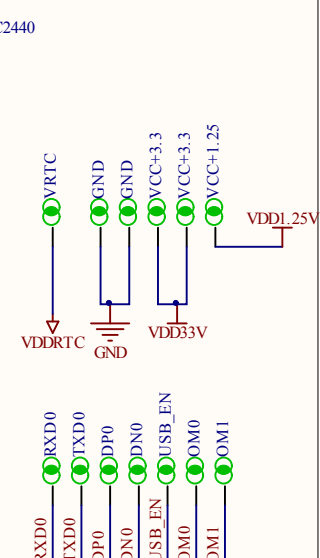 C2440
VRTC
GND
GND
VCC+3.3
VCC+3.3
VCC+1.25
VDD1.25V
VDDRTC
GND
VDD33V
RXD0
TXD0
DP0
DN0
USB_EN
OM0
OM1
RXD0
TXD0
DP0
DN0
USB_EN
OM0
OM1